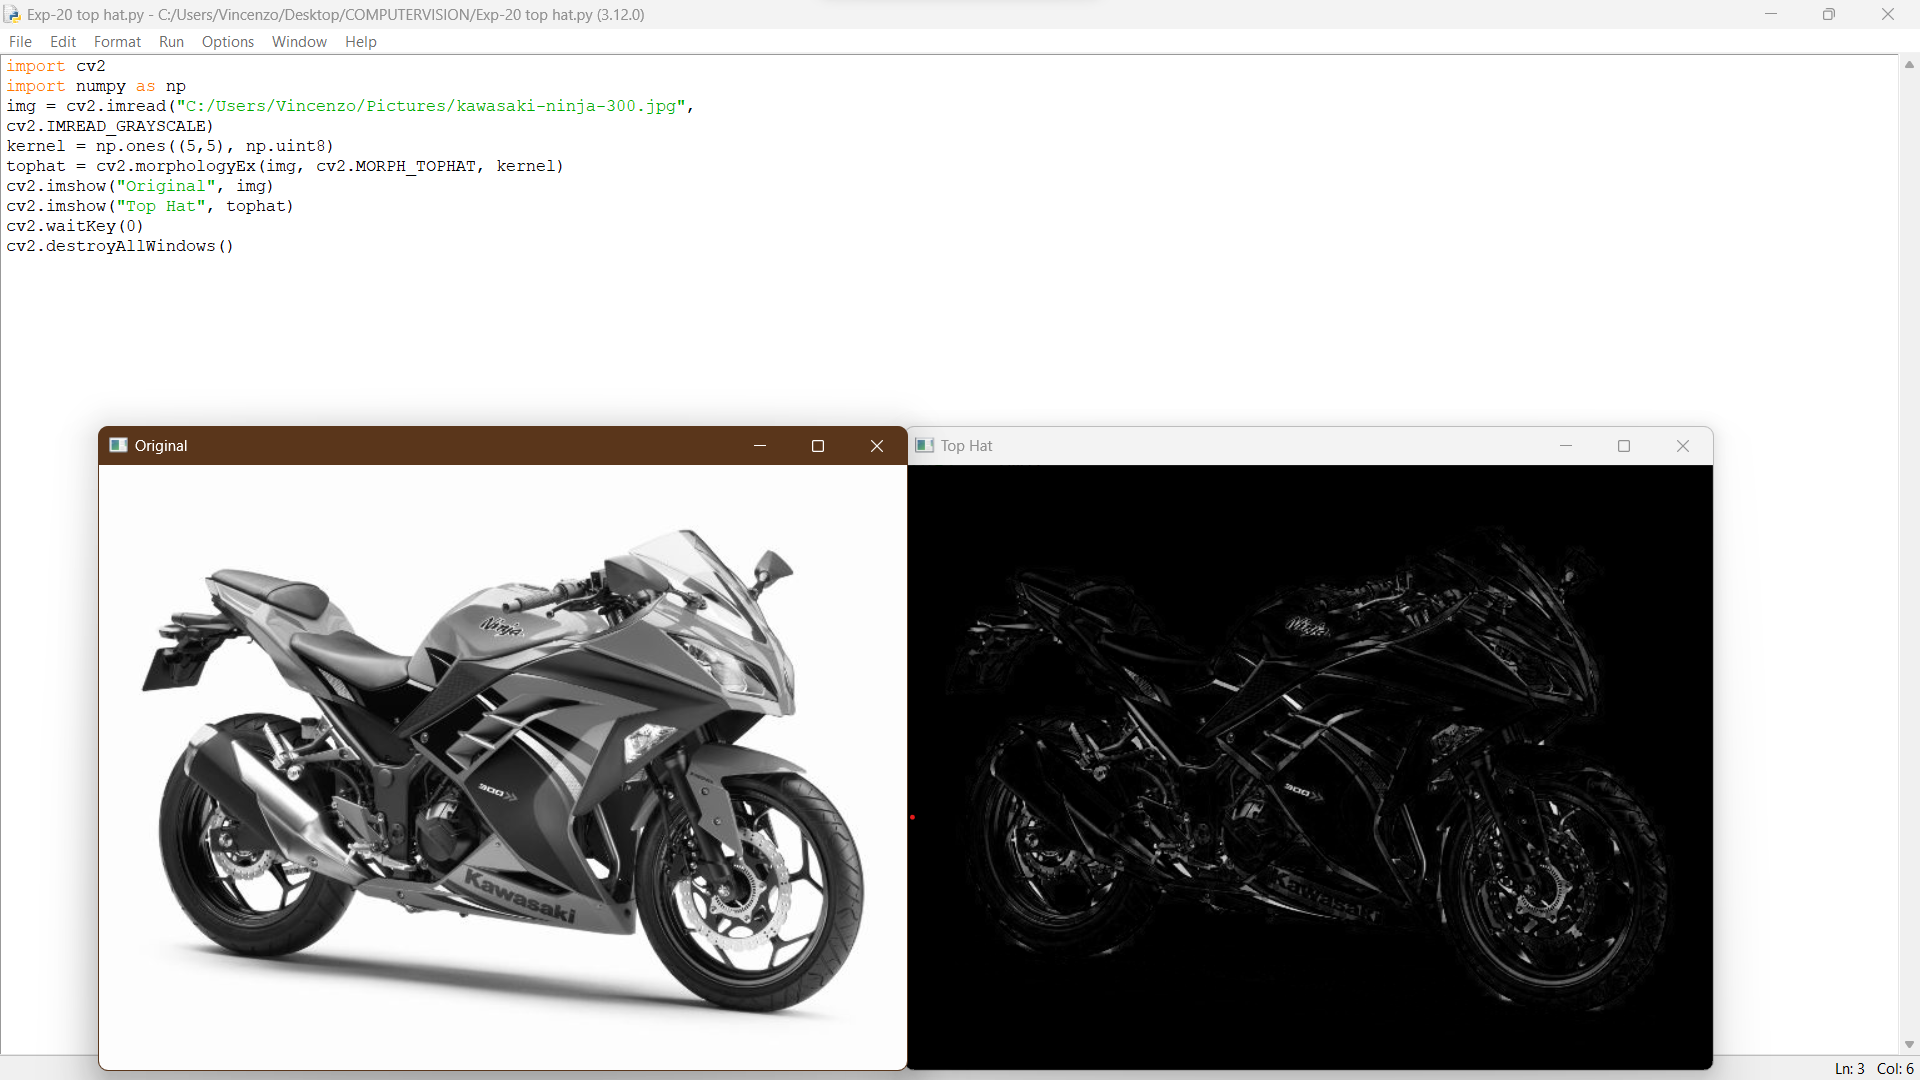 Exp-20 top hat.py - C:/Users/Vincenzo/Desktop/COMPUTERVISION/Exp-20 top hat.py (3.12.0)
File Edit Format Run Options Window Help
import cv2
import numpy as np
img = cv2.imread("C:/Users/Vincenzo/Pictures/kawasaki-ninja-300.jpg",
cv2.IMREAD_GRAYSCALE)
kernel = np.ones((5,5), np.uint8)
tophat = cv2.morphologyEx(img, cv2.MORPH_TOPHAT, kernel)
cv2.imshow("Original", img)
cv2.imshow("Top Hat", tophat)
cv2.waitKey(0)
cv2.destroyAllWindows()
Original
Top Hat
Ninja
300
Kawasaki
Ninja
300
Kawasaki
Ln: 3 Col: 6